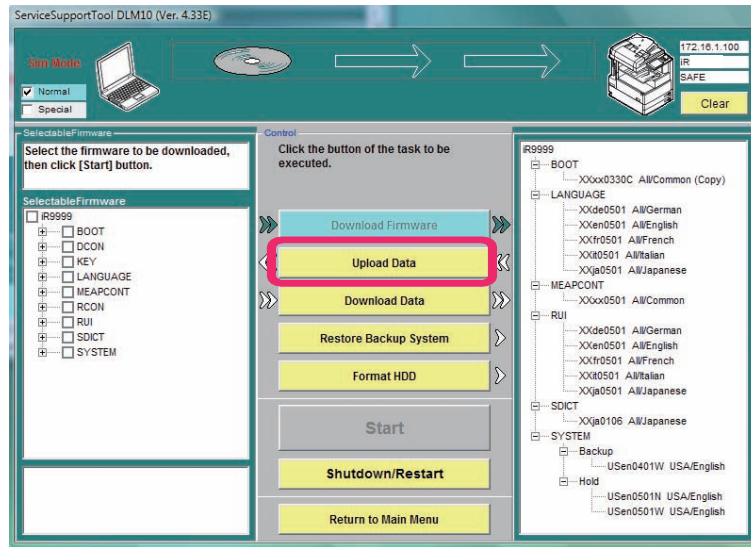 ServiceSupportTool DLM10 (Ver. 4.33E)
Sim Mode
Normal
Special
172.16.1.100
iR
SAFE
Clear
SelectableFirmware
Select the firmware to be downloaded,
then click [Start] button.
SelectableFirmware
iR9999
BOOT
DCON
KEY
LANGUAGE
MEAPCONT
RCON
RUI
SDICT
SYSTEM
Control
Click the button of the task to be
executed.
Download Firmware
Upload Data
Download Data
Restore Backup System
Format HDD
Start
Shutdown/Restart
Return to Main Menu
iR9999
BOOT
XXxx0330C All/Common (Copy)
LANGUAGE
XXde0501 All/German
XXen0501 All/English
XXfr0501 All/French
XXit0501 All/Italian
XXja0501 All/Japanese
MEAPCONT
XXxx0501 All/Common
RUI
XXde0501 All/German
XXen0501 All/English
XXfr0501 All/French
XXit0501 All/Italian
XXja0501 All/Japanese
SDICT
XXja0106 All/Japanese
SYSTEM
Backup
USen0401W USA/English
Hold
USen0501N USA/English
USen0501W USA/English